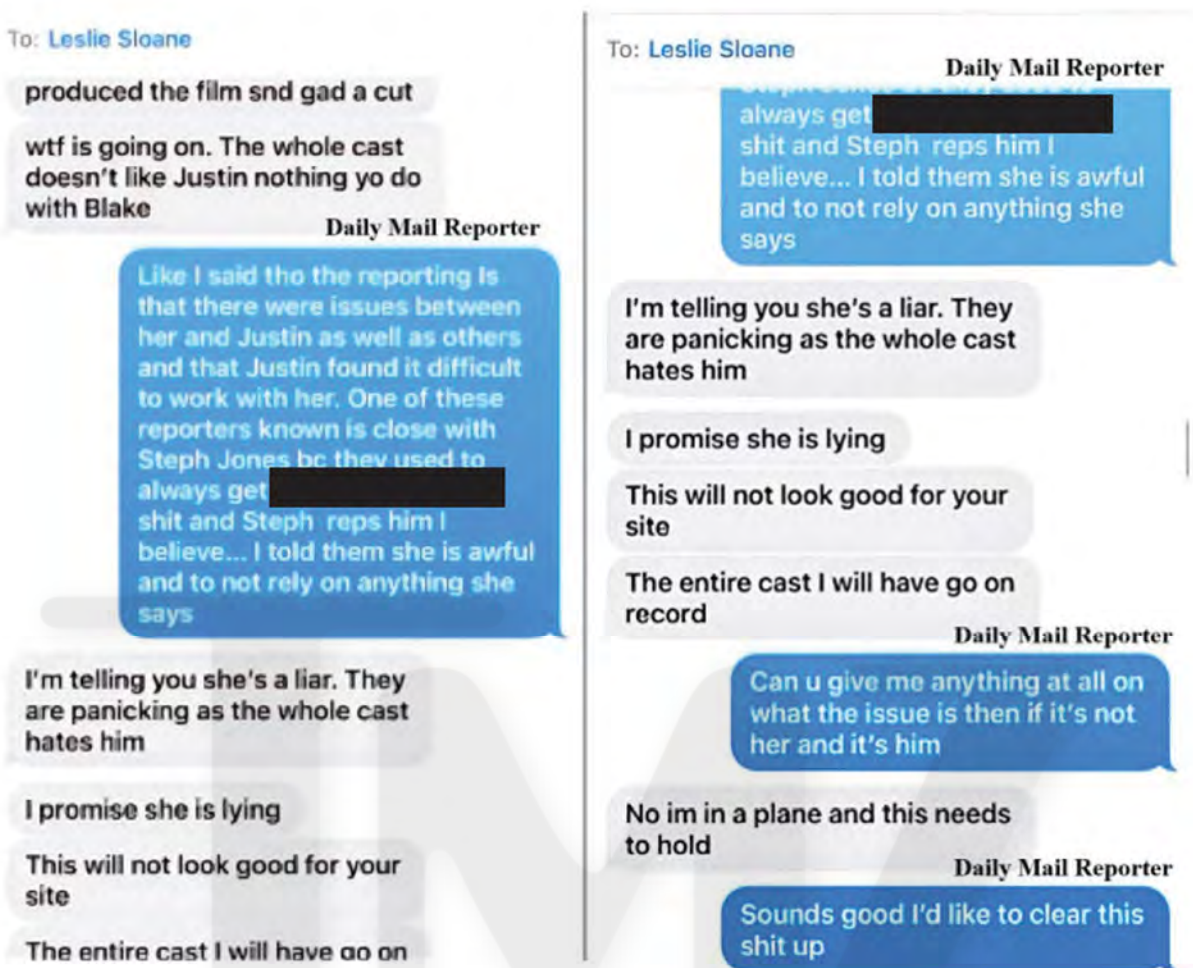 To: Leslie Sloane
produced the film snd gad a cut
wtf is going on. The whole cast
doesn't like Justin nothing yo do
with Blake
Daily Mail Reporter
Like I said tho the reporting Is
that there were issues between
her and Justin as well as others
and that Justin found it difficult
to work with her. One of these
reporters known is close with
Steph Jones bc they used to
always get
shit and Steph reps him I
believe... I told them she is awful
and to not rely on anything she
says
I'm telling you she's a liar. They
are panicking as the whole cast
hates him
I promise she is lying
This will not look good for your
site
The entire cast I will have go on
To: Leslie Sloane
Daily Mail Reporter
always get
shit and Steph reps him I
believe... I told them she is awful
and to not rely on anything she
says
I'm telling you she's a liar. They
are panicking as the whole cast
hates him
I promise she is lying
This will not look good for your
site
The entire cast I will have go on
record
Daily Mail Reporter
Can u give me anything at all on
what the issue is then if it's not
her and it's him
No im in a plane and this needs
to hold
Daily Mail Reporter
Sounds good I'd like to clear this
shit up